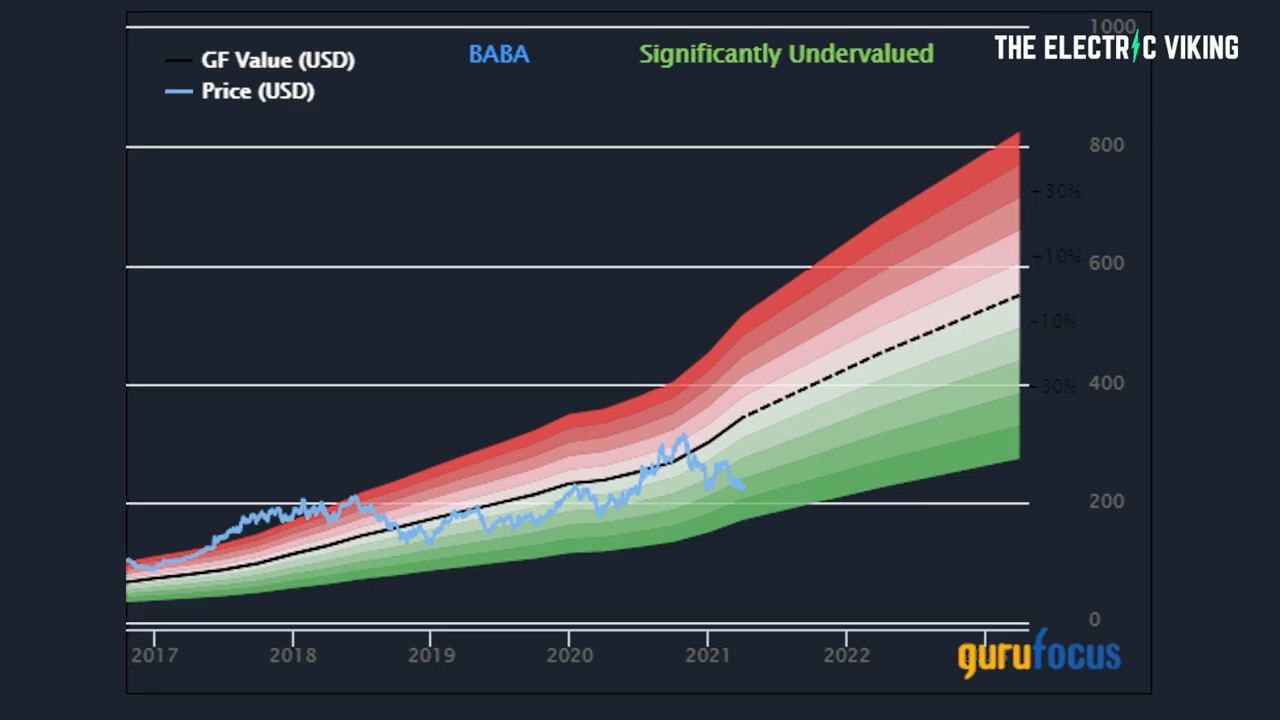 1000
THE ELECTRIC VIKING
GF Value (USD)
BABA
Significantly Undervalued
Price (USD)
800
+30%
+10%
600
-10%
400
-30%
200
0
2017
2018
2019
2020
2021
2022
gurufocus